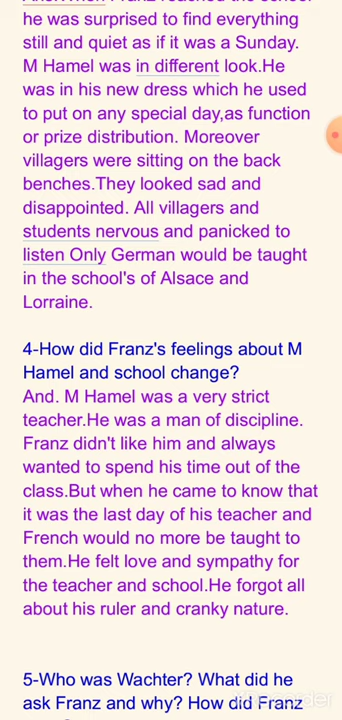 he was surprised to find everything
still and quiet as if it was a Sunday.
M Hamel was in different look.He
was in his new dress which he used
to put on any special day,as function
or prize distribution. Moreover
villagers were sitting on the back
benches.They looked sad and
disappointed. All villagers and
students nervous and panicked to
listen Only German would be taught
in the school's of Alsace and
Lorraine.
4-How did Franz's feelings about M
Hamel and school change?
And. M Hamel was a very strict
teacher.He was a man of discipline.
Franz didn't like him and always
wanted to spend his time out of the
class.But when he came to know that
it was the last day of his teacher and
French would no more be taught to
them.He felt love and sympathy for
the teacher and school.He forgot all
about his ruler and cranky nature.
5-Who was Wachter? What did he
ask Franz and why? How did Franz